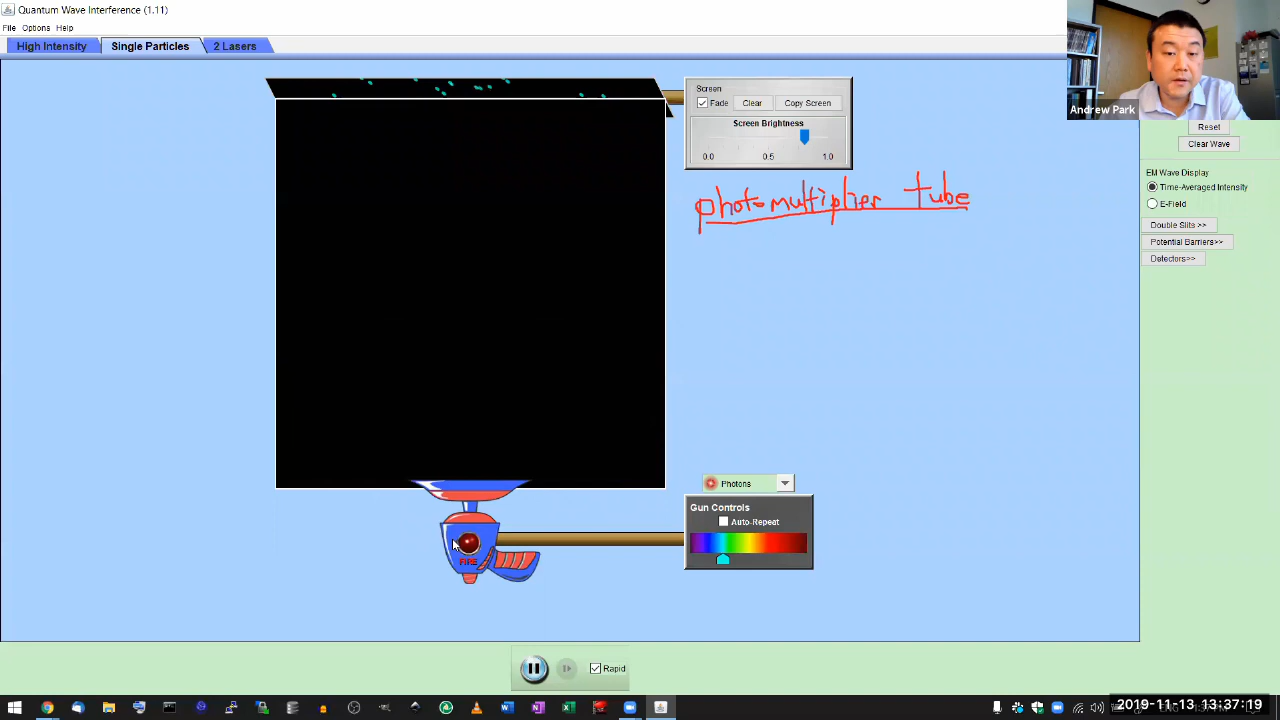 Quantum Wave Interference (1.11)
File Options Help
High Intensity Single Particles 2 Lasers
Screen
Fade Clear Copy Screen
Screen Brightness
0.0 0.5 1.0
Andrew Park
Reset
Clear Wave
EM Wave Display
Time-Averaged Intensity
E-Field
Double Slits >>
Potential Barriers>>
Detectors>>
photomultiplier tube
Photons
Gun Controls
Auto-Repeat
FIRE
Rapid
2019-11-13 13:37:19